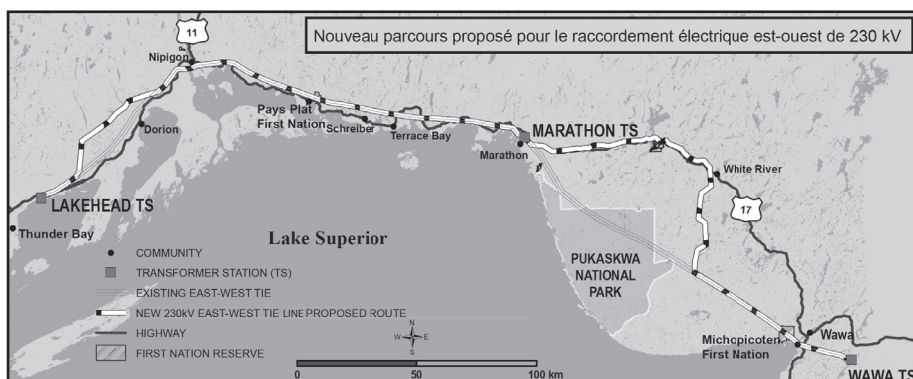 Nouveau parcours proposé pour le raccordement électrique est-ouest de 230 kV
11
Nipigon
Dorion
Pays Plat
First Nation
Schreiber
Terrace Bay
MARATHON TS
Marathon
White River
17
LAKEHEAD TS
Thunder Bay
Lake Superior
PUKASKWA
NATIONAL
PARK
COMMUNITY
TRANSFORMER STATION (TS)
EXISTING EAST-WEST TIE
NEW 230kV EAST-WEST TIE LINE PROPOSED ROUTE
HIGHWAY
FIRST NATION RESERVE
N
W E
S
0 50 100 km
Michcpicoten
First Nation
Wawa
WAWA TS